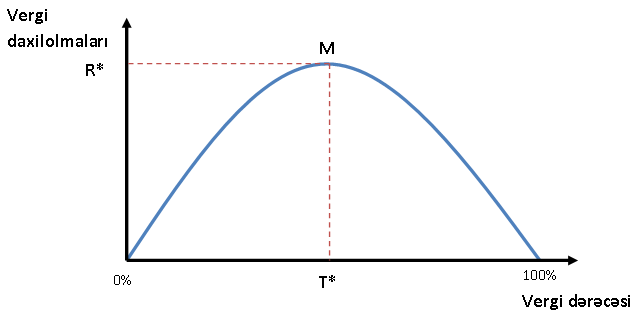 Vergi
daxilolmaları
M
R*
0%
T*
100%
Vergi dərəcəsi